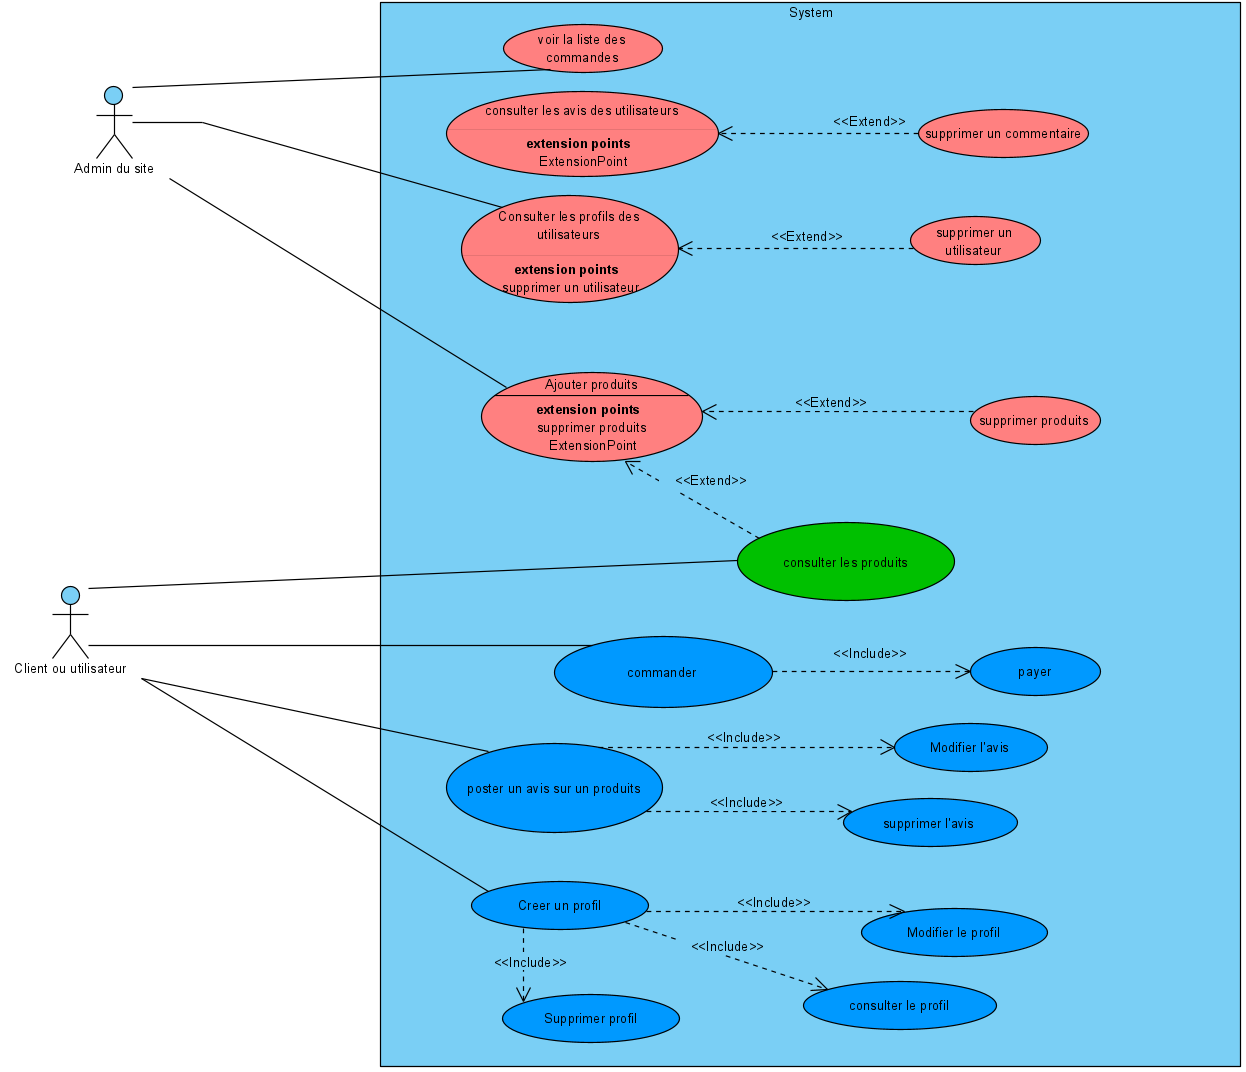 System
voir la liste des
commandes
Admin du site
consulter les avis des utilisateurs
extension points
ExtensionPoint
<<Extend>>
supprimer un commentaire
Consulter les profils des
utilisateurs
extension points
supprimer un utilisateur
<<Extend>>
supprimer un
utilisateur
Ajouter produits
extension points
supprimer produits
ExtensionPoint
<<Extend>>
supprimer produits
<<Extend>>
consulter les produits
Client ou utilisateur
commander
<<Include>>
payer
poster un avis sur un produits
<<Include>>
Modifier l'avis
<<Include>>
supprimer l'avis
Creer un profil
<<Include>>
Modifier le profil
<<Include>>
consulter le profil
<<Include>>
Supprimer profil